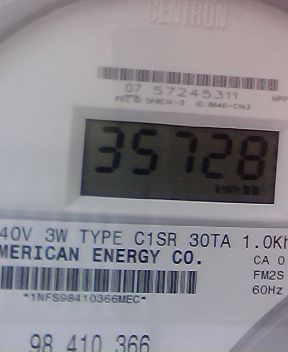 CENTRON
07 57245311
35728
kWh
40V 3W TYPE C1SR 30TA 1.0Kh
MERICAN ENERGY CO.
CA 0
FM2S
60Hz
*1NFS98410366MEC*
98 410 366